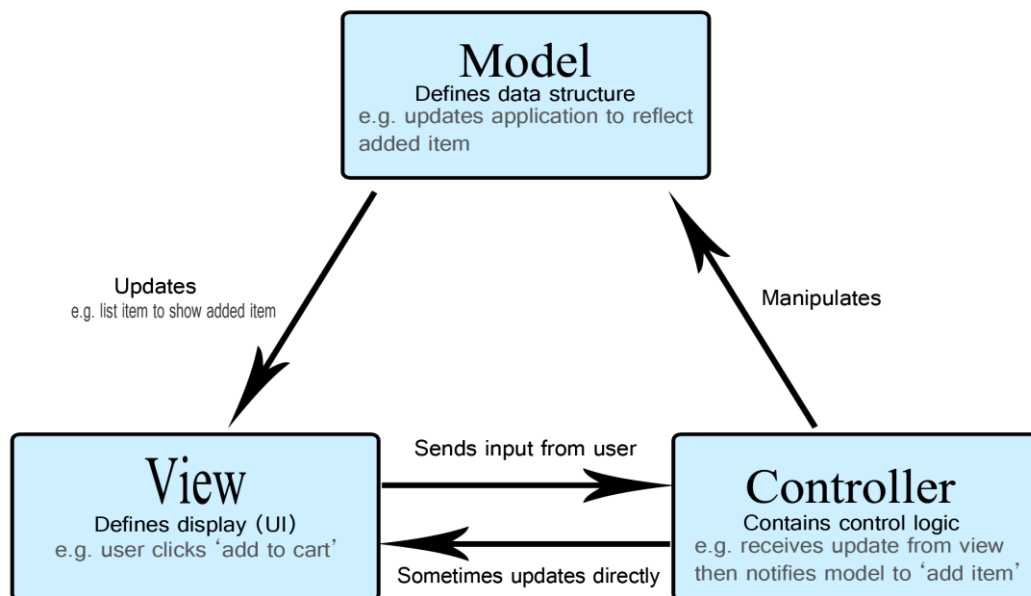 Model
Defines data structure
e.g. updates application to reflect
added item
Updates
e.g. list item to show added item
Manipulates
Sends input from user
View
Defines display (UI)
e.g. user clicks ‘add to cart’
Sometimes updates directly
Controller
Contains control logic
e.g. receives update from view
then notifies model to ‘add item’